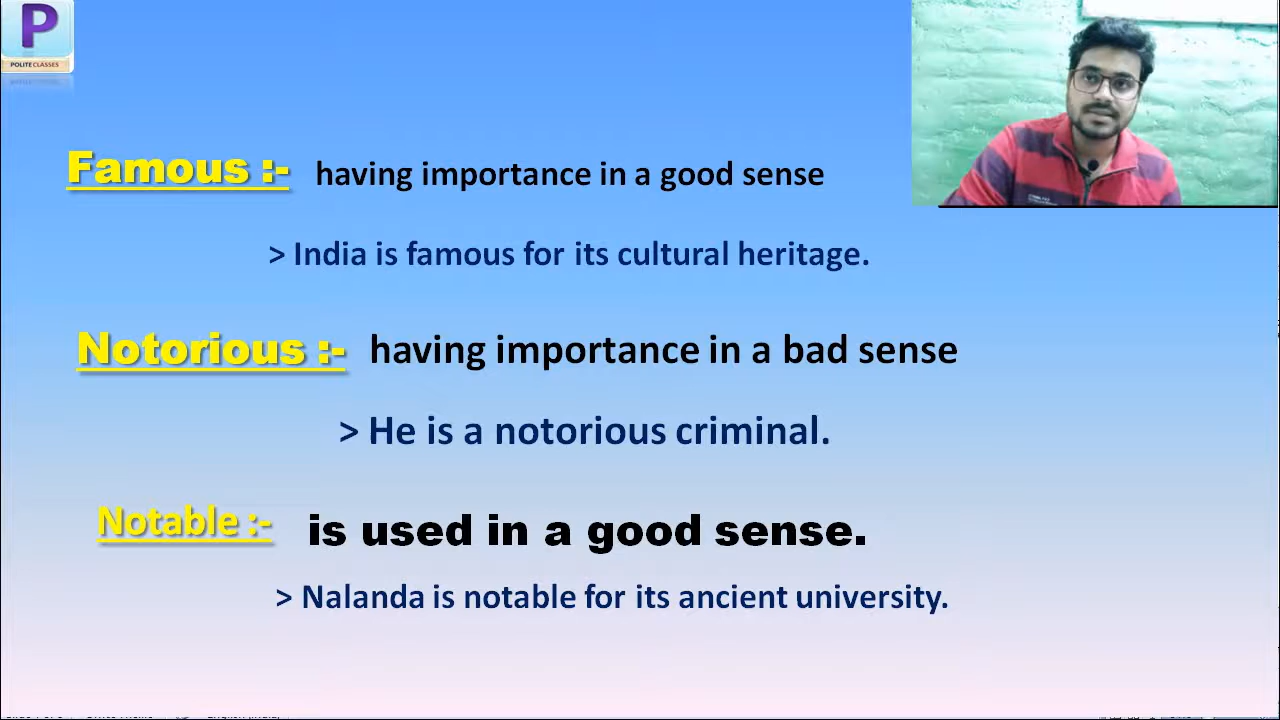 P
POLITE CLASSES
Famous :- having importance in a good sense
> India is famous for its cultural heritage.
Notorious :- having importance in a bad sense
> He is a notorious criminal.
Notable :- is used in a good sense.
> Nalanda is notable for its ancient university.